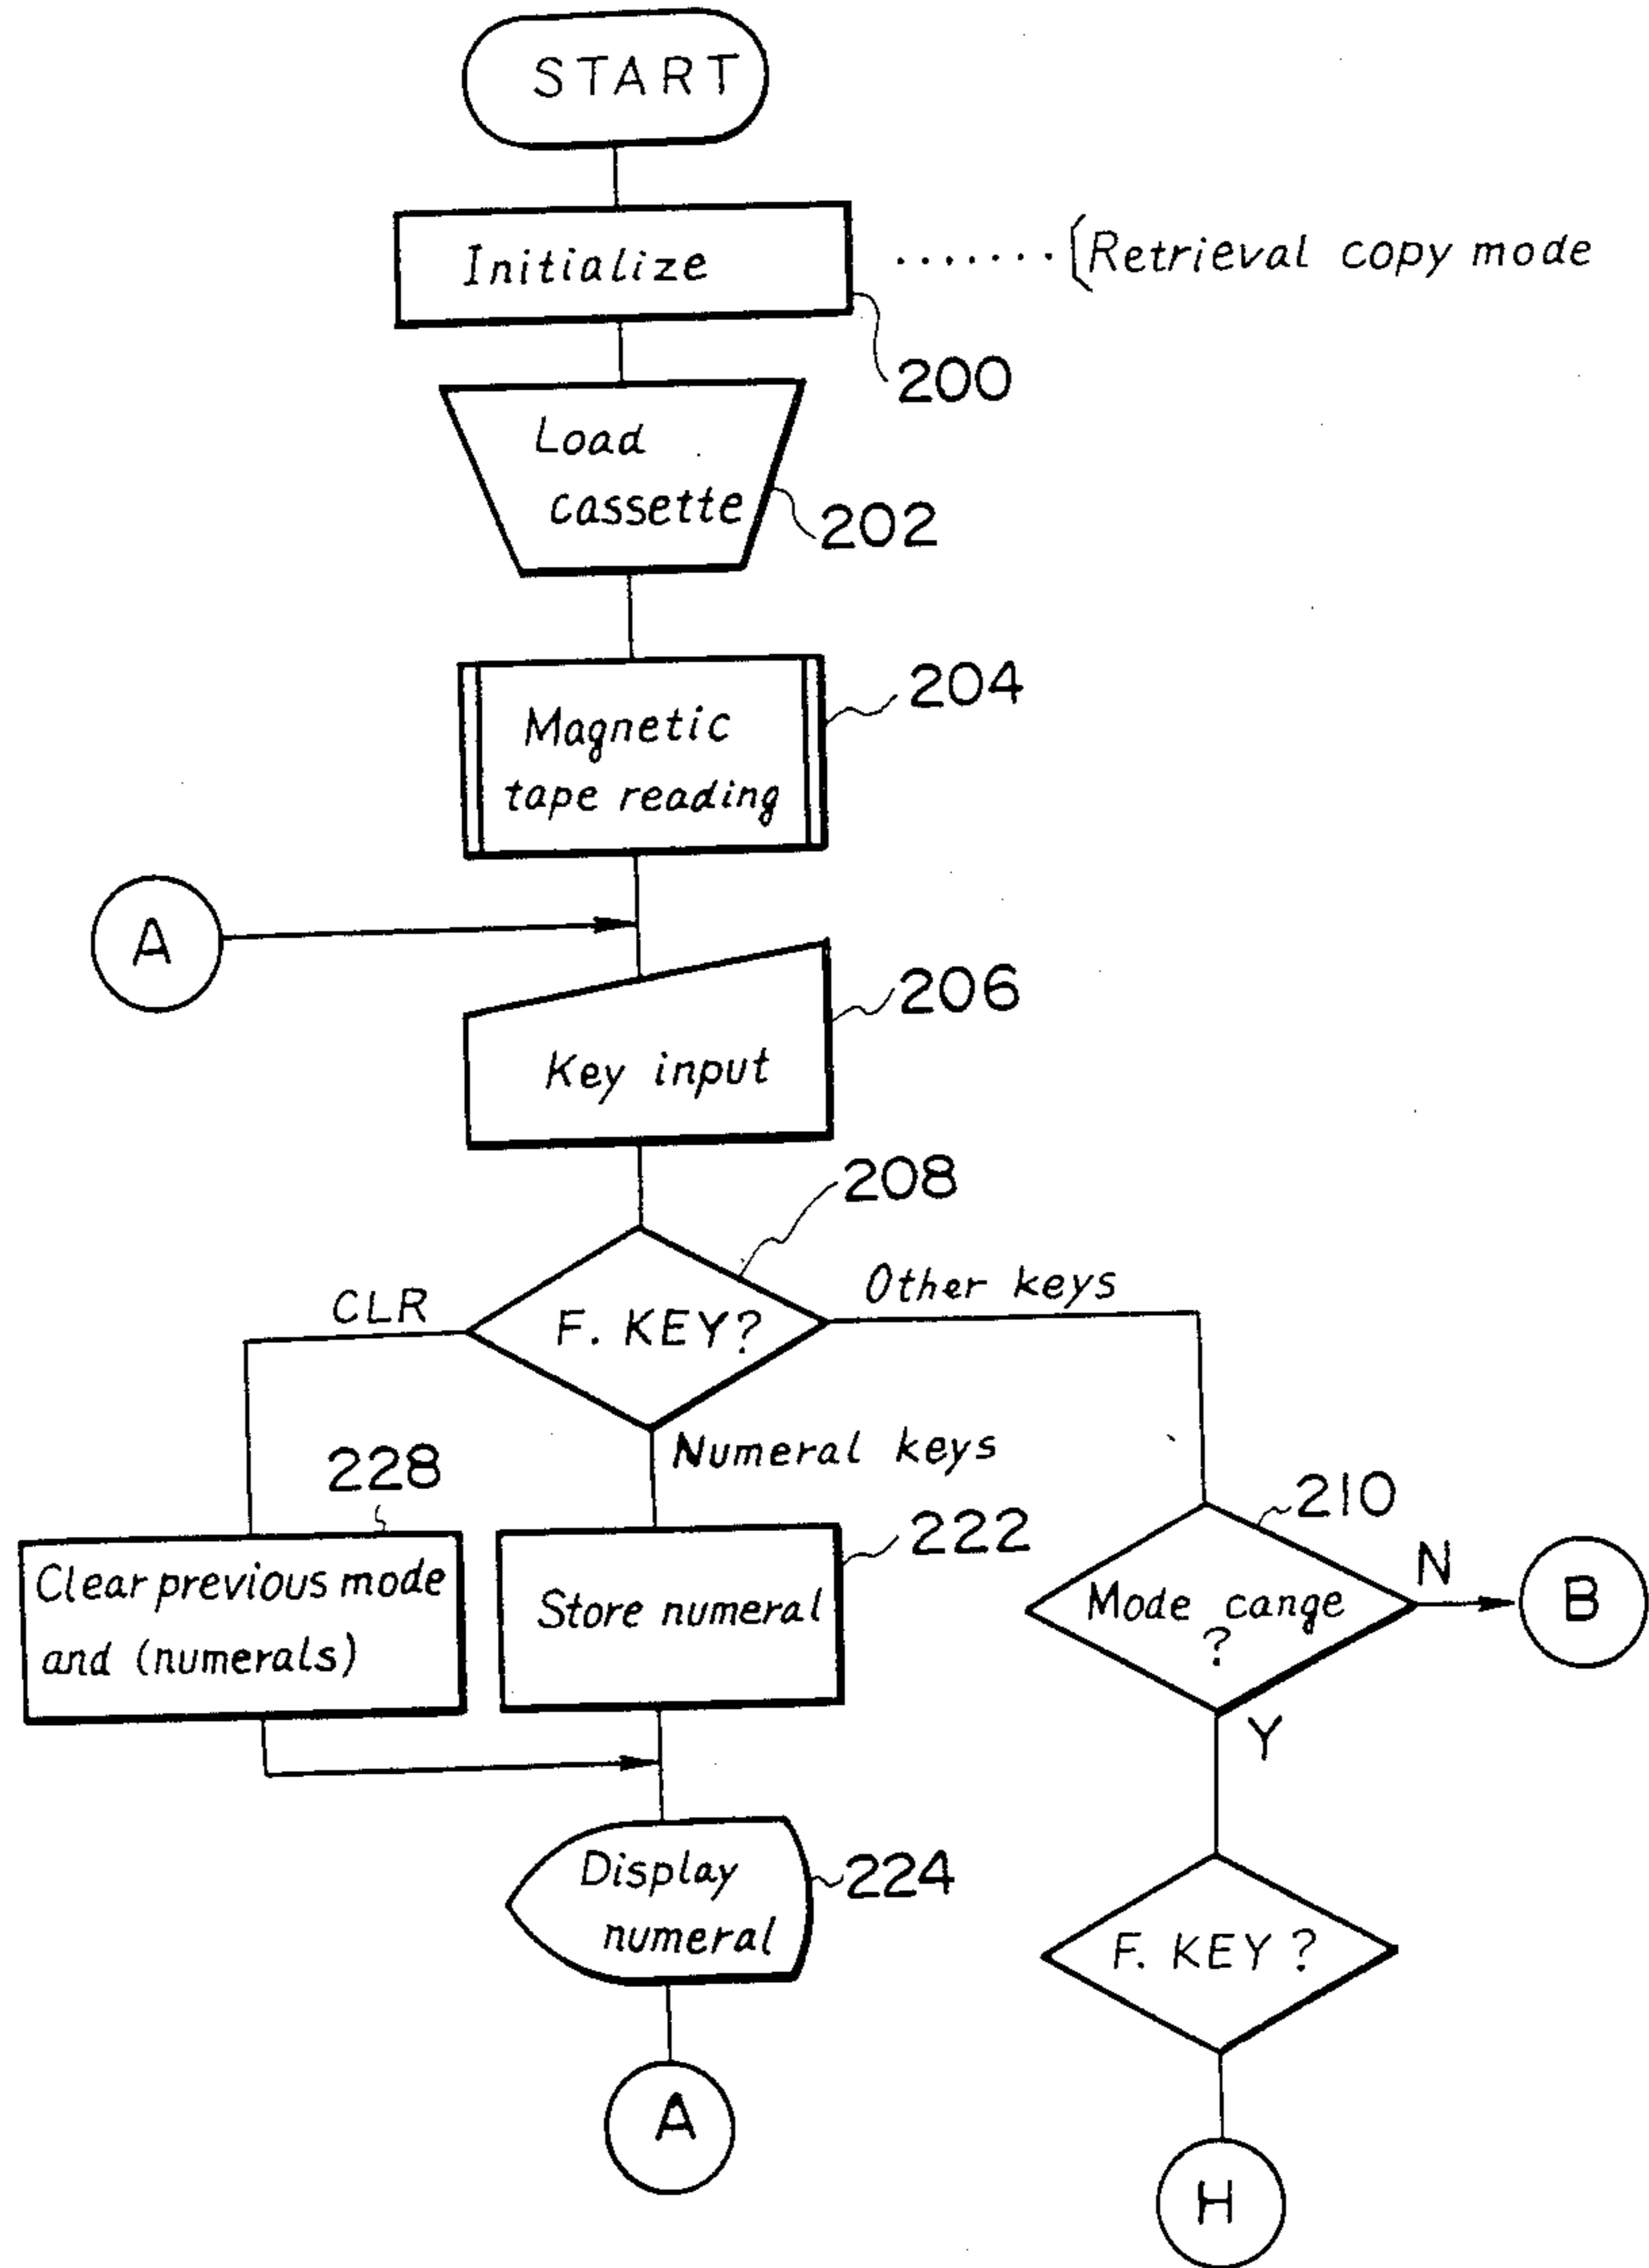 START
Initialize
.......(Retrieval copy mode
200
Load
cassette
202
204
Magnetic
tape reading
A
206
Key input
208
CLR
F. KEY?
Other keys
Numeral keys
228
222
210
Clear previous mode
and (numerals)
Store numeral
Mode cange
?
N
B
Y
Display
numeral
224
F. KEY?
A
H